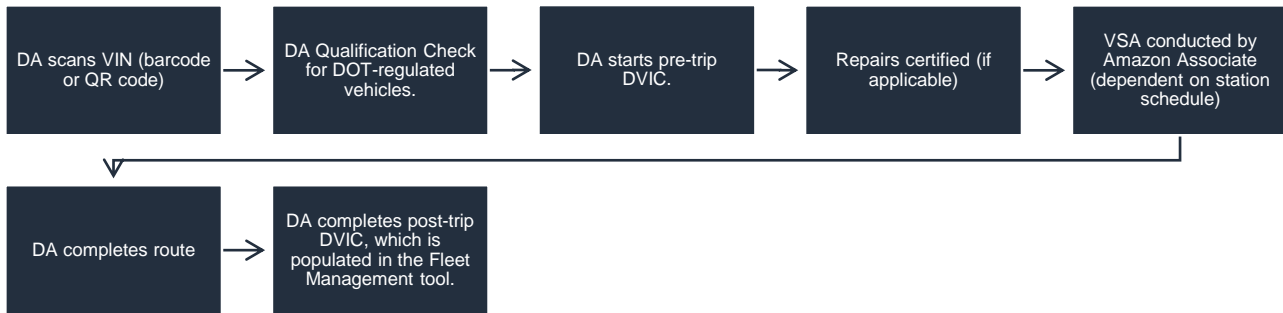 DA scans VIN (barcode
or QR code)
DA Qualification Check
for DOT-regulated
vehicles.
DA starts pre-trip
DVIC.
Repairs certified (if
applicable)
VSA conducted by
Amazon Associate
(dependent on station
schedule)
DA completes route
DA completes post-trip
DVIC, which is
populated in the Fleet
Management tool.